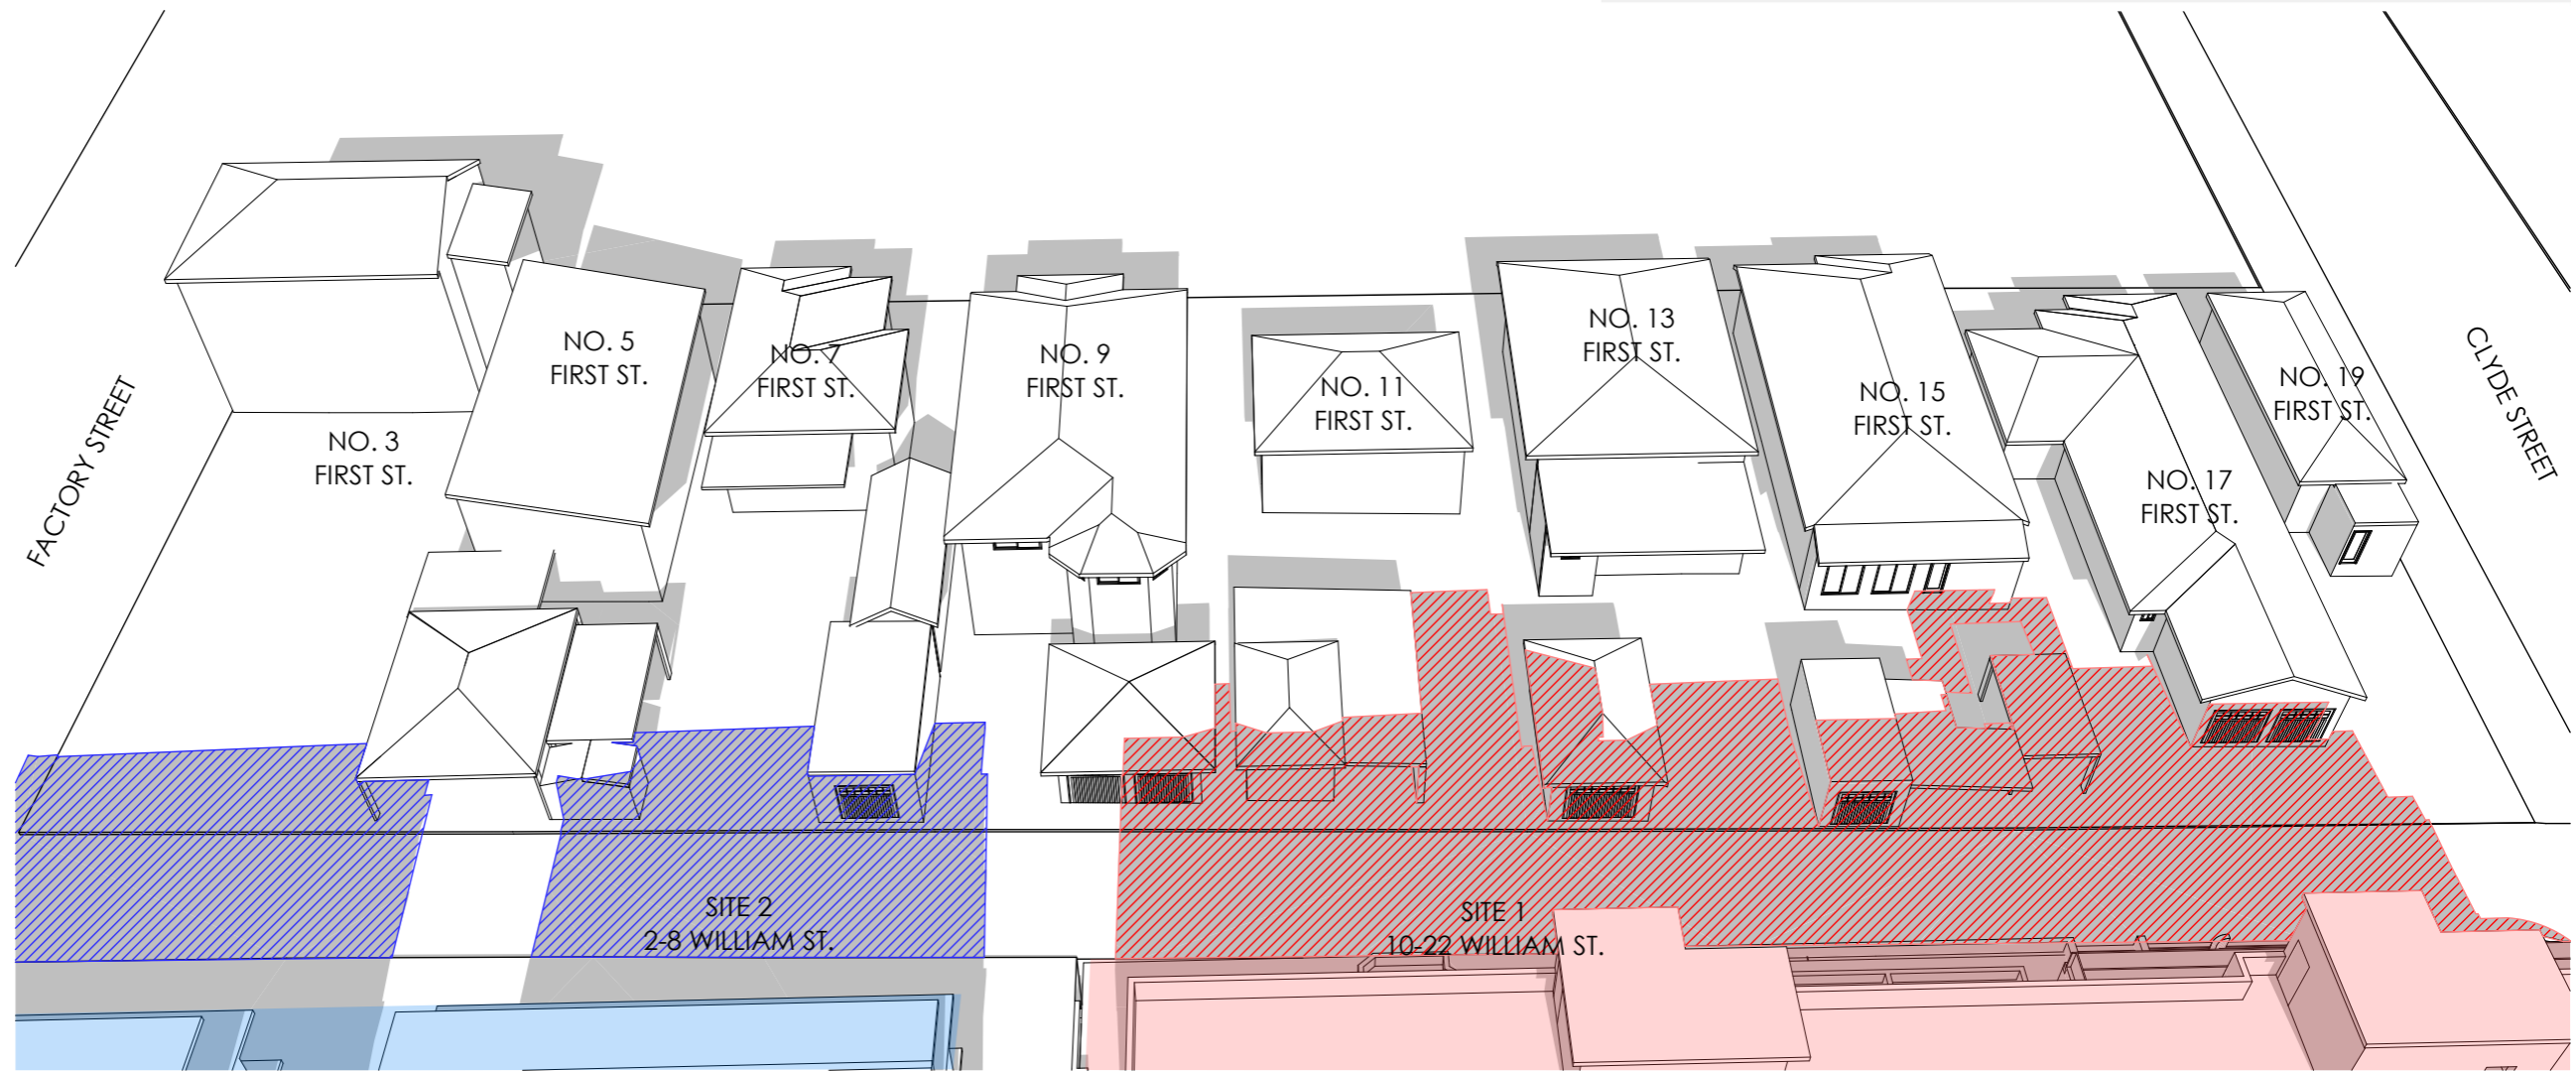 FACTORY STREET
NO. 3
FIRST ST.
NO. 5
FIRST ST.
NO. 7
FIRST ST.
NO. 9
FIRST ST.
NO. 11
FIRST ST.
NO. 13
FIRST ST.
NO. 15
FIRST ST.
NO. 17
FIRST ST.
NO. 19
FIRST ST.
CLYDE STREET
SITE 2
2-8 WILLIAM ST.
SITE 1
10-22 WILLIAM ST.